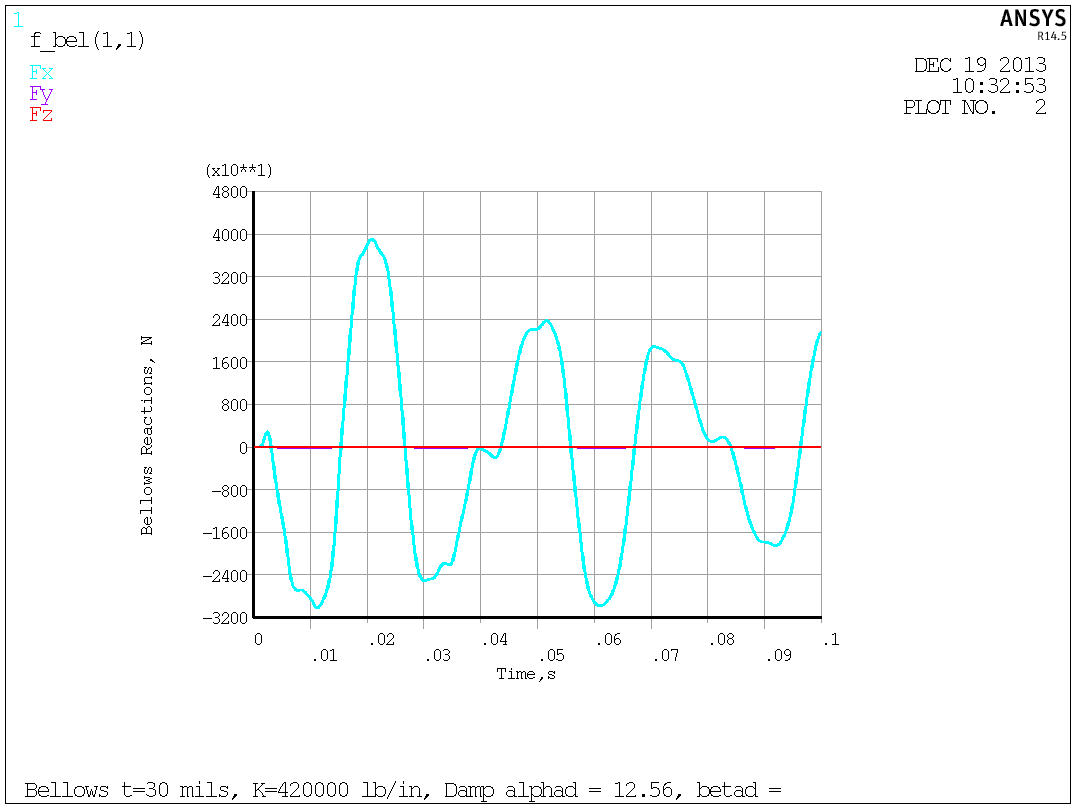 1
ANSYS
R14.5
f_bel(1,1)
Fx
Fy
Fz
DEC 19 2013
10:32:53
PLOT NO. 2
(x10**1)
4800
4000
3200
2400
1600
800
0
-800
-1600
-2400
-3200
Bellows Reactions, N
0 .02 .04 .06 .08 .1
.01 .03 .05 .07 .09
Time,s
Bellows t=30 mils, K=420000 lb/in, Damp alphad = 12.56, betad =